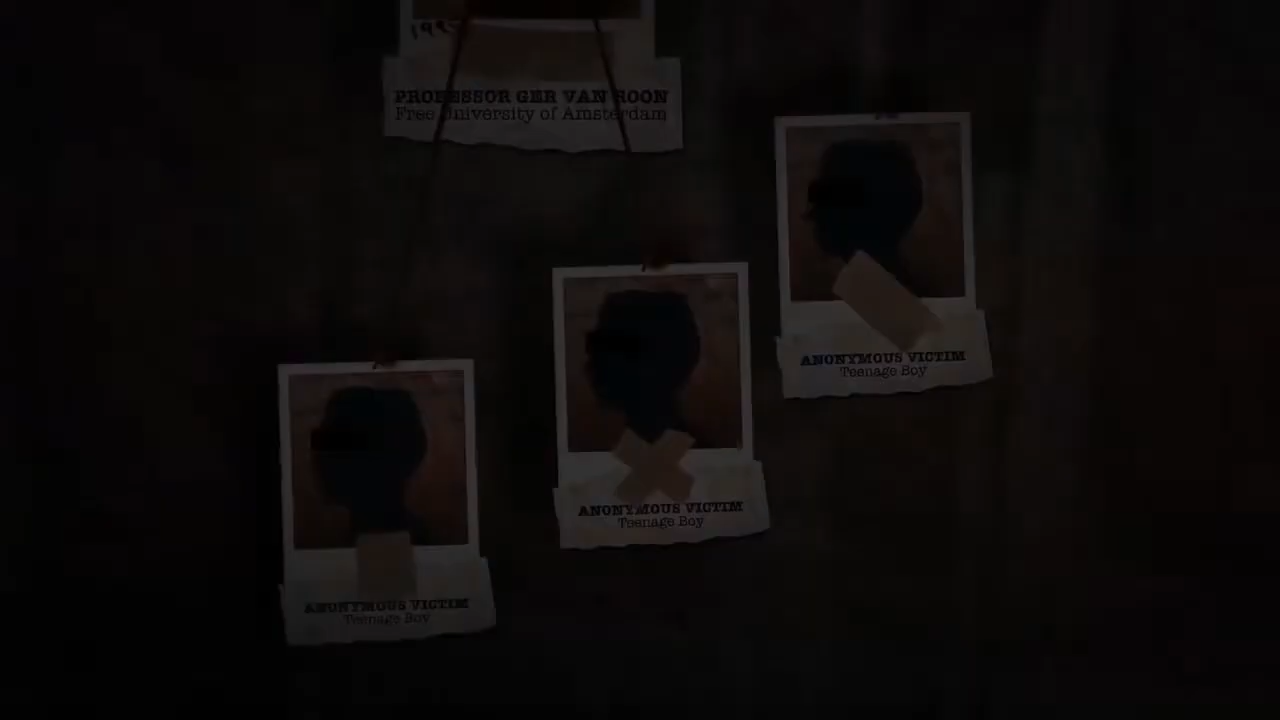 PROFESSOR GER VAN ROON
Free University of Amsterdam
ANONYMOUS VICTIM
Teenage Boy
ANONYMOUS VICTIM
Teenage Boy
ANONYMOUS VICTIM
Teenage Boy